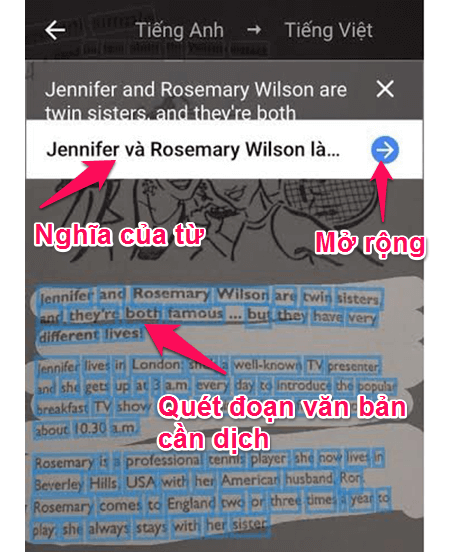 Tiếng Anh → Tiếng Việt
Jennifer and Rosemary Wilson are
twin sisters, and they're both
Jennifer và Rosemary Wilson là...
Nghĩa của từ
Mở rộng
Jennifer and Rosemary Wilson are twin sisters,
and they're both famous ... but they have very
different lives!
Jennifer lives in London; is well-known TV presenter
and she gets up at 3 a.m. every day to introduce the popular
breakfast TV show
Quét đoạn văn bản
cần dịch
about 10.30 a.m.
Rosemary is a professional tennis player; she now lives in
Beverley Hills, USA with her American husband, Ron.
Rosemary comes to England two or three times a year to
play; she always stays with her sister.